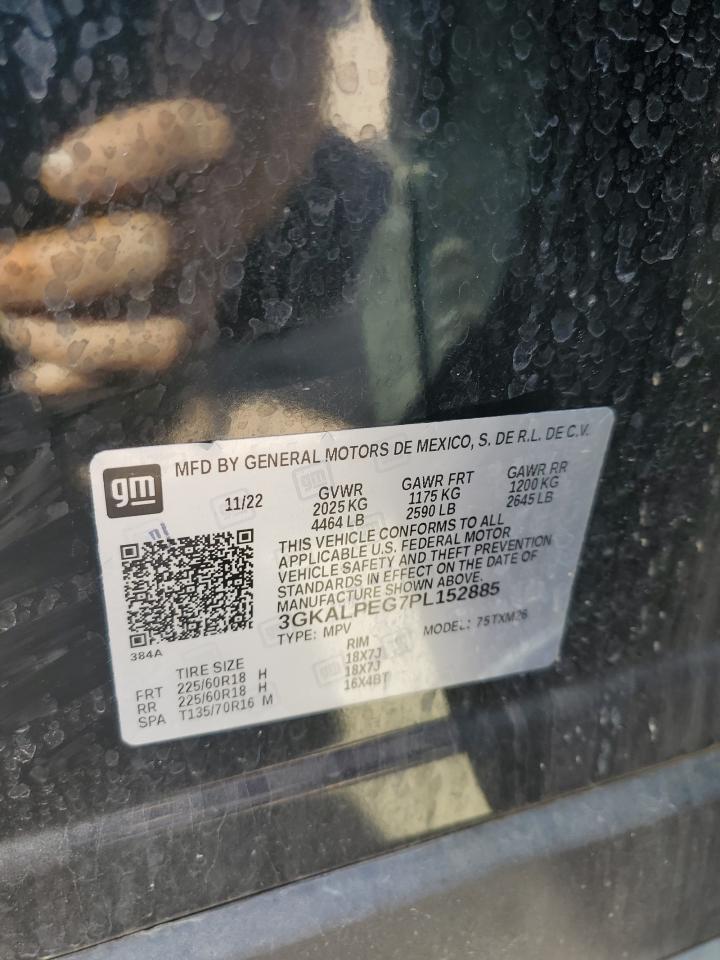 gm
MFD BY GENERAL MOTORS DE MEXICO, S. DE R.L. DE C.V.
11/22 GVWR GAWR FRT GAWR RR
2025 KG 1175 KG 1200 KG
4464 LB 2590 LB 2645 LB
THIS VEHICLE CONFORMS TO ALL
APPLICABLE U.S. FEDERAL MOTOR
VEHICLE SAFETY AND THEFT PREVENTION
STANDARDS IN EFFECT ON THE DATE OF
MANUFACTURE SHOWN ABOVE.
3GKALPEG7PL152885
TYPE: MPV MODEL: 75TXM26
384A
TIRE SIZE RIM
FRT 225/60R18 H 18X7J
RR 225/60R18 H 18X7J
SPA T135/70R16 M 16X4BT